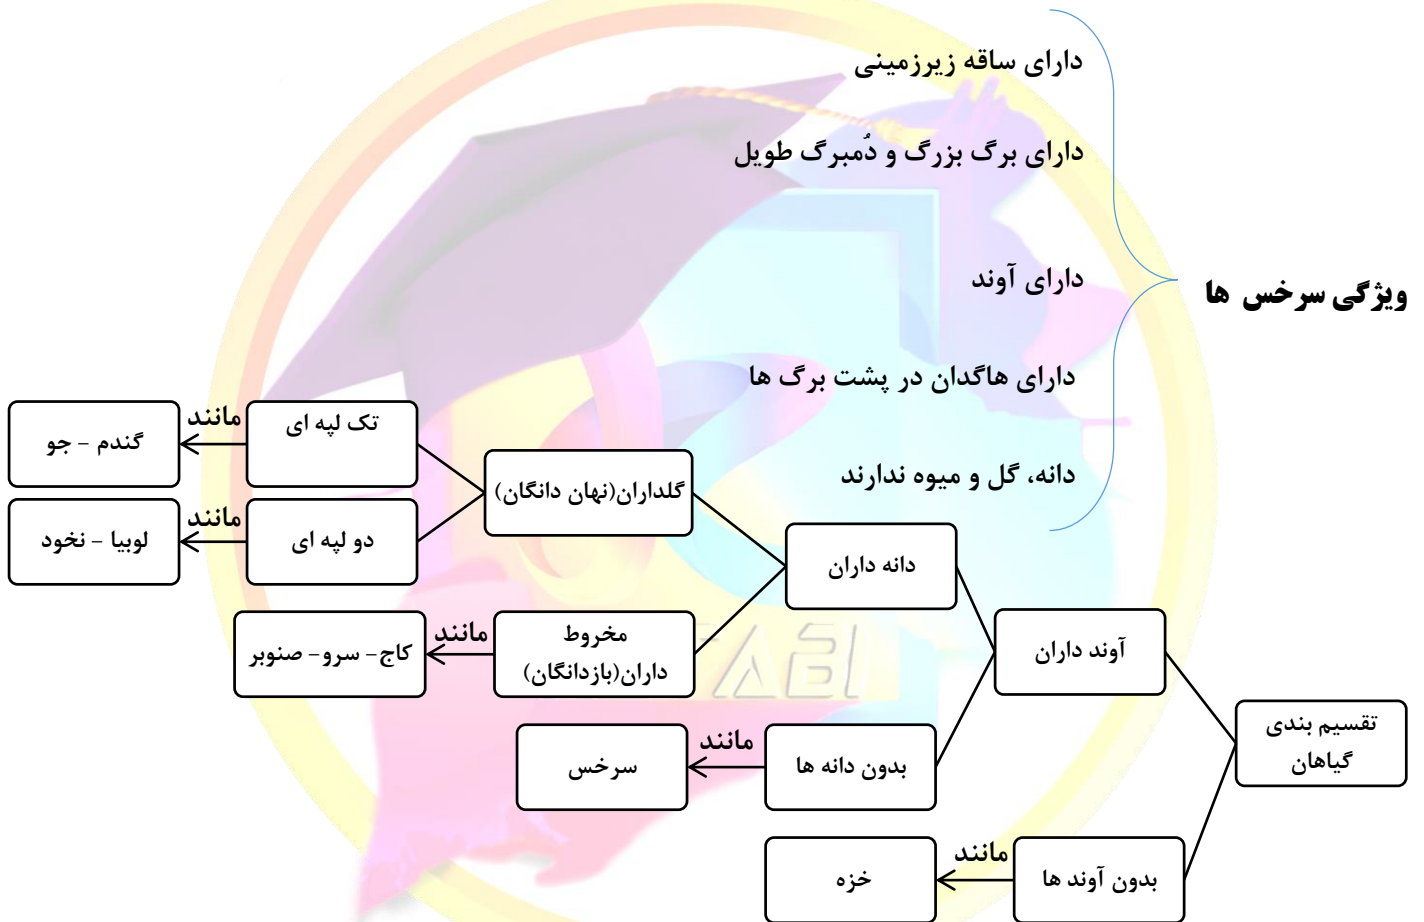 دارای ساقه زیرزمینی
دارای برگ بزرگ و دُمبرگ طویل
ویژگی سرخس ها
دارای آوند
دارای هاگدان در پشت برگ ها
دانه، گل و میوه ندارند
تقسیم بندی
گیاهان
آوند داران
دانه داران
گلداران(نهان دانگان)
تک لپه ای
مانند
گندم - جو
دو لپه ای
مانند
لوبیا - نخود
مخروط
داران(بازدانگان)
مانند
کاج- سرو- صنوبر
بدون دانه ها
مانند
سرخس
بدون آوند ها
مانند
خزه